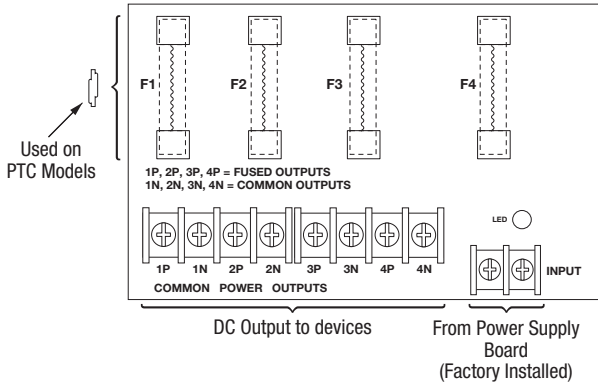 F1 F2 F3 F4
Used on
PTC Models
1P, 2P, 3P, 4P = FUSED OUTPUTS
1N, 2N, 3N, 4N = COMMON OUTPUTS
LED
1P 1N 2P 2N 3P 3N 4P 4N
INPUT
COMMON POWER OUTPUTS
DC Output to devices
From Power Supply
Board
(Factory Installed)